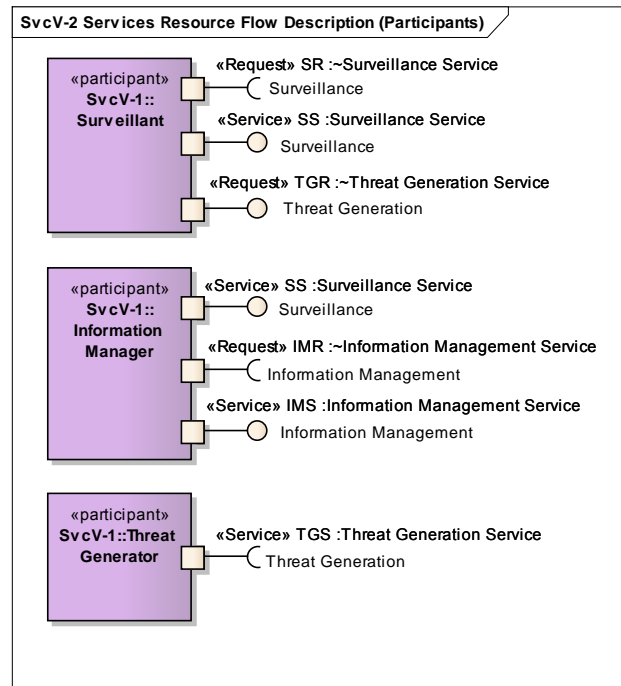 SvcV-2 Services Resource Flow Description (Participants)
«participant»
SvcV-1::
Surveillant
«Request» SR :~Surveillance Service
Surveillance
«Service» SS :Surveillance Service
Surveillance
«Request» TGR :~Threat Generation Service
Threat Generation
«participant»
SvcV-1::
Information
Manager
«Service» SS :Surveillance Service
Surveillance
«Request» IMR :~Information Management Service
Information Management
«Service» IMS :Information Management Service
Information Management
«participant»
SvcV-1::Threat
Generator
«Service» TGS :Threat Generation Service
Threat Generation